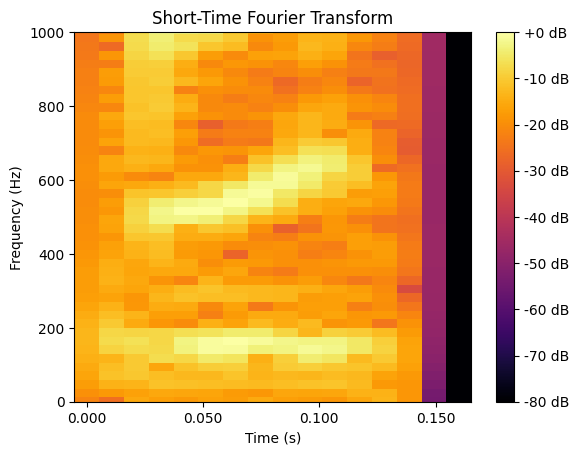 Short-Time Fourier Transform
Frequency (Hz)
1000
800
600
400
200
0
0.000
0.050
0.100
0.150
Time (s)
+0 dB
-10 dB
-20 dB
-30 dB
-40 dB
-50 dB
-60 dB
-70 dB
-80 dB